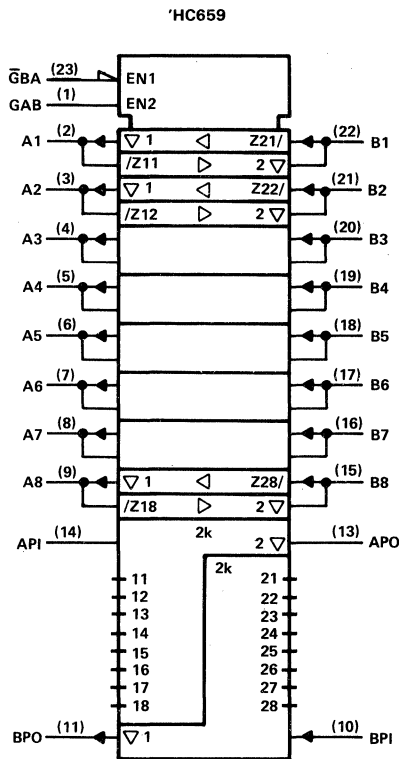 'HC659
G̅BA (23) EN1
GAB (1) EN2
A1 (2) ▽ 1 ◁ Z21/ (22) B1
/Z11 ▷ 2 ▽
A2 (3) ▽ 1 ◁ Z22/ (21) B2
/Z12 ▷ 2 ▽
A3 (4) (20) B3
A4 (5) (19) B4
A5 (6) (18) B5
A6 (7) (17) B6
A7 (8) (16) B7
A8 (9) ▽ 1 ◁ Z28/ (15) B8
/Z18 ▷ 2 ▽
API (14) 2k 2 ▽ (13) APO
2k
11 21
12 22
13 23
14 24
15 25
16 26
17 27
18 28
BPO (11) ▽ 1 (10) BPI